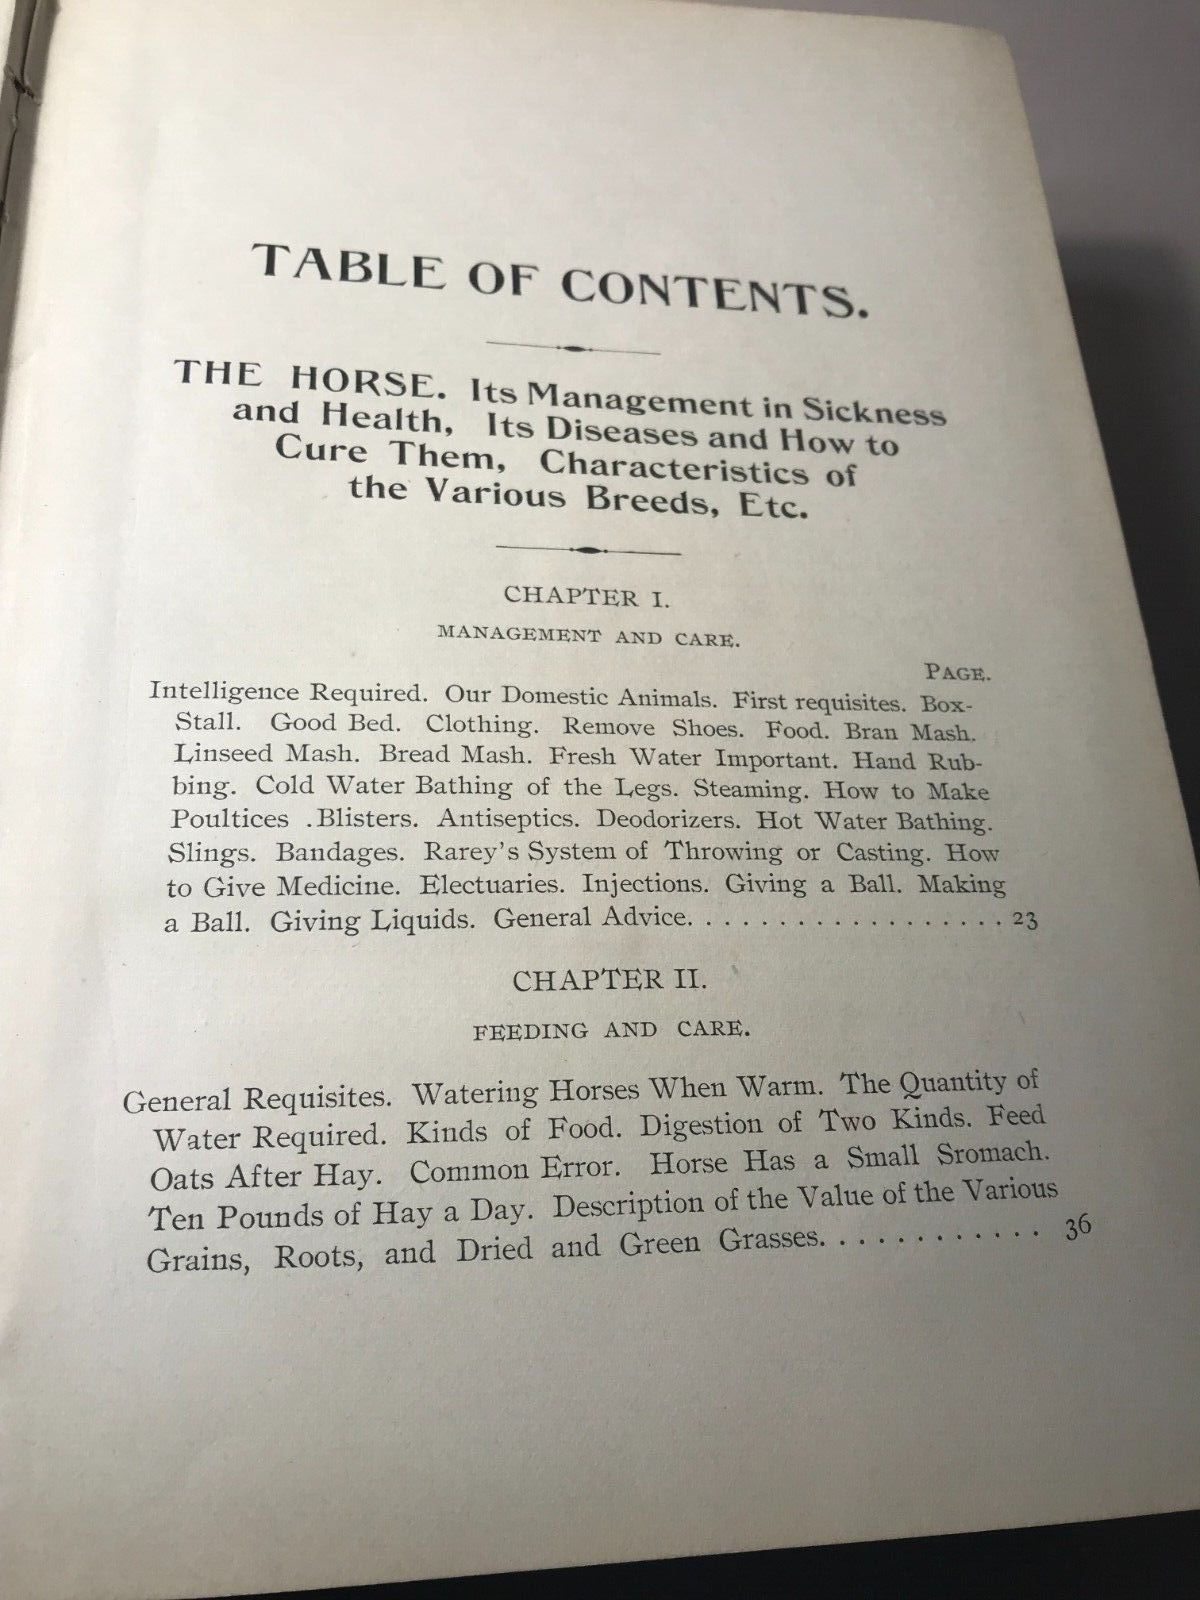 TABLE OF CONTENTS.
THE HORSE. Its Management in Sickness
and Health, Its Diseases and How to
Cure Them, Characteristics of
the Various Breeds, Etc.
CHAPTER I.
MANAGEMENT AND CARE.
PAGE.
Intelligence Required. Our Domestic Animals. First requisites. Box-
Stall. Good Bed. Clothing. Remove Shoes. Food. Bran Mash.
Linseed Mash. Bread Mash. Fresh Water Important. Hand Rub-
bing. Cold Water Bathing of the Legs. Steaming. How to Make
Poultices .Blisters. Antiseptics. Deodorizers. Hot Water Bathing.
Slings. Bandages. Rarey's System of Throwing or Casting. How
to Give Medicine. Electuaries. Injections. Giving a Ball. Making
a Ball. Giving Liquids. General Advice. . . . . . . . . . . . . . . . . . . 23
CHAPTER II.
FEEDING AND CARE.
General Requisites. Watering Horses When Warm. The Quantity of
Water Required. Kinds of Food. Digestion of Two Kinds. Feed
Oats After Hay. Common Error. Horse Has a Small Sromach.
Ten Pounds of Hay a Day. Description of the Value of the Various
Grains, Roots, and Dried and Green Grasses. . . . . . . . . . . . 36